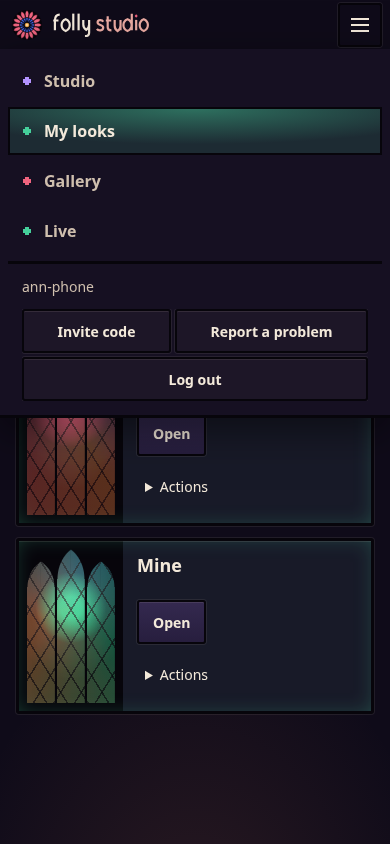 folly studio
Studio
My looks
Gallery
Live
ann-phone
Invite code
Report a problem
Log out
Open
Actions
Mine
Open
Actions